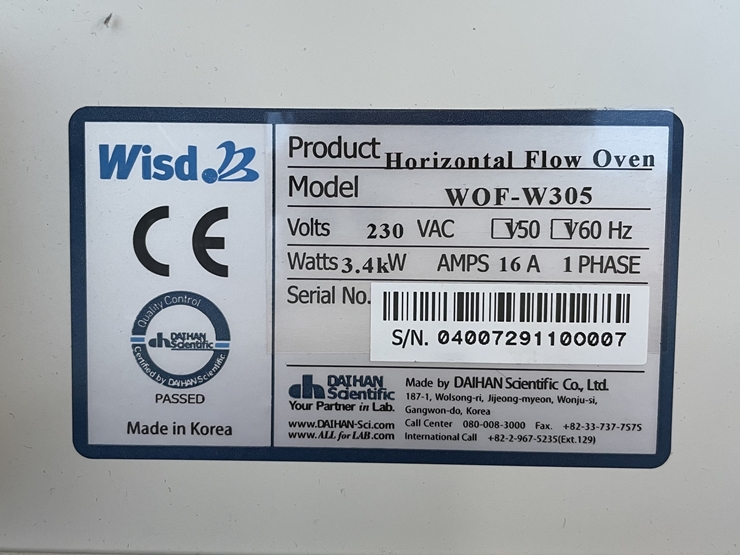 Wisd.
CE
Quality Control
dh DAIHAN Scientific
Certified by DAIHAN Scientific
PASSED
Made in Korea
Product Horizontal Flow Oven
Model WOF-W305
Volts 230 VAC V50 V60 Hz
Watts 3.4kW AMPS 16 A 1 PHASE
Serial No.
S/N. 04007291100007
dh DAIHAN Scientific
Your Partner in Lab.
www.DAIHAN-Sci.com
www.ALL for LAB.com
Made by DAIHAN Scientific Co., Ltd.
187-1, Wolsong-ri, Jijeong-myeon, Wonju-si,
Gangwon-do, Korea
Call Center 080-008-3000 Fax. +82-33-737-7575
International Call +82-2-967-5235(Ext.129)